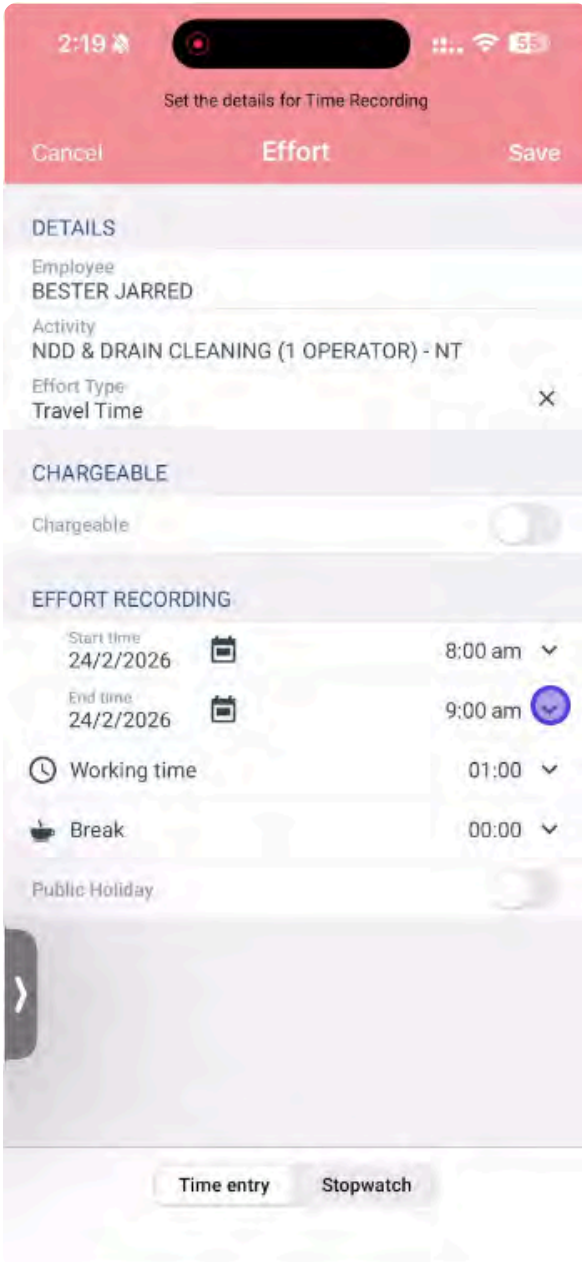 2:19
55
Set the details for Time Recording
Cancel
Effort
Save
DETAILS
Employee
BESTER JARRED
Activity
NDD & DRAIN CLEANING (1 OPERATOR) - NT
Effort Type
Travel Time
CHARGEABLE
Chargeable
EFFORT RECORDING
Start time
24/2/2026
8:00 am
End time
24/2/2026
9:00 am
Working time
01:00
Break
00:00
Public Holiday
Time entry
Stopwatch